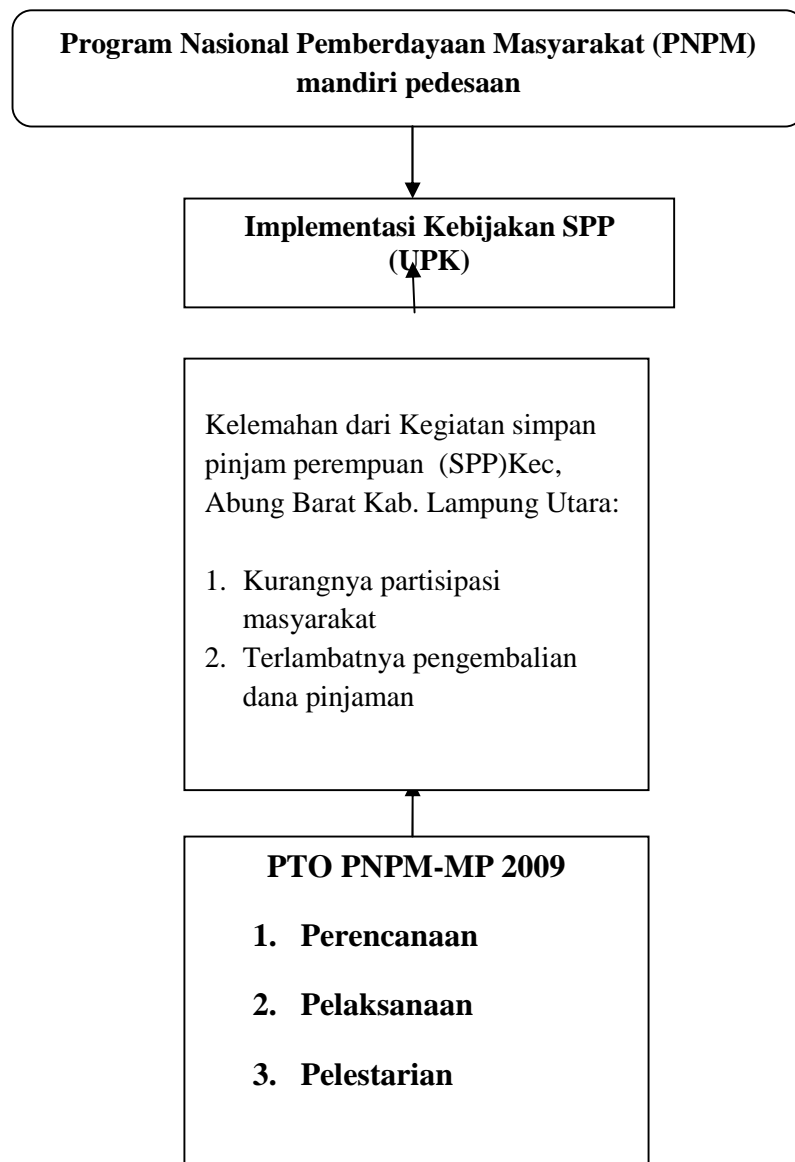 Program Nasional Pemberdayaan Masyarakat (PNPM)
mandiri pedesaan
Implementasi Kebijakan SPP
(UPK)
Kelemahan dari Kegiatan simpan
pinjam perempuan (SPP)Kec,
Abung Barat Kab. Lampung Utara:
1. Kurangnya partisipasi
masyarakat
2. Terlambatnya pengembalian
dana pinjaman
PTO PNPM-MP 2009
1. Perencanaan
2. Pelaksanaan
3. Pelestarian